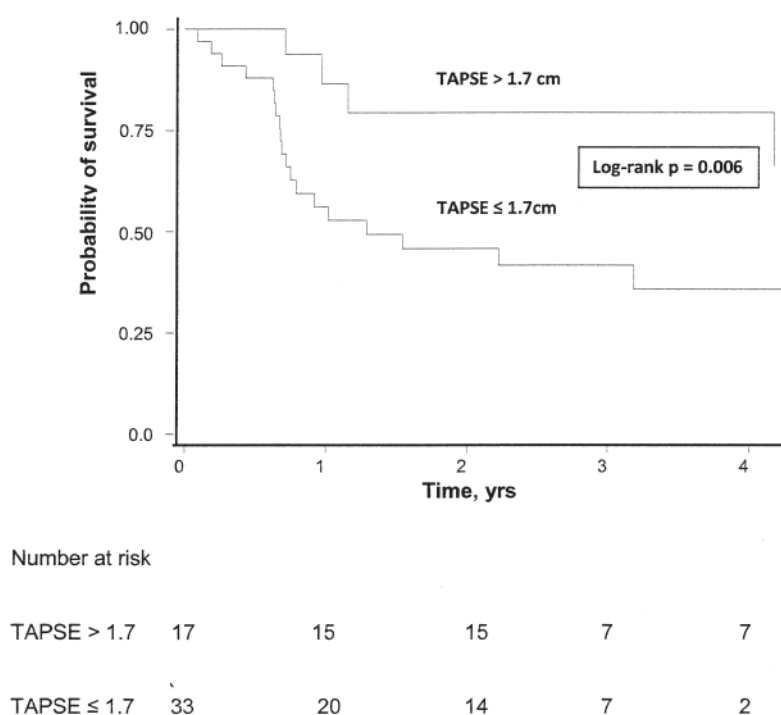 1.00
0.75
0.50
0.25
0.0
Probability of survival
TAPSE > 1.7 cm
Log-rank p = 0.006
TAPSE ≤ 1.7cm
0 1 2 3 4
Time, yrs
Number at risk
TAPSE > 1.7 17 15 15 7 7
TAPSE ≤ 1.7 33 20 14 7 2